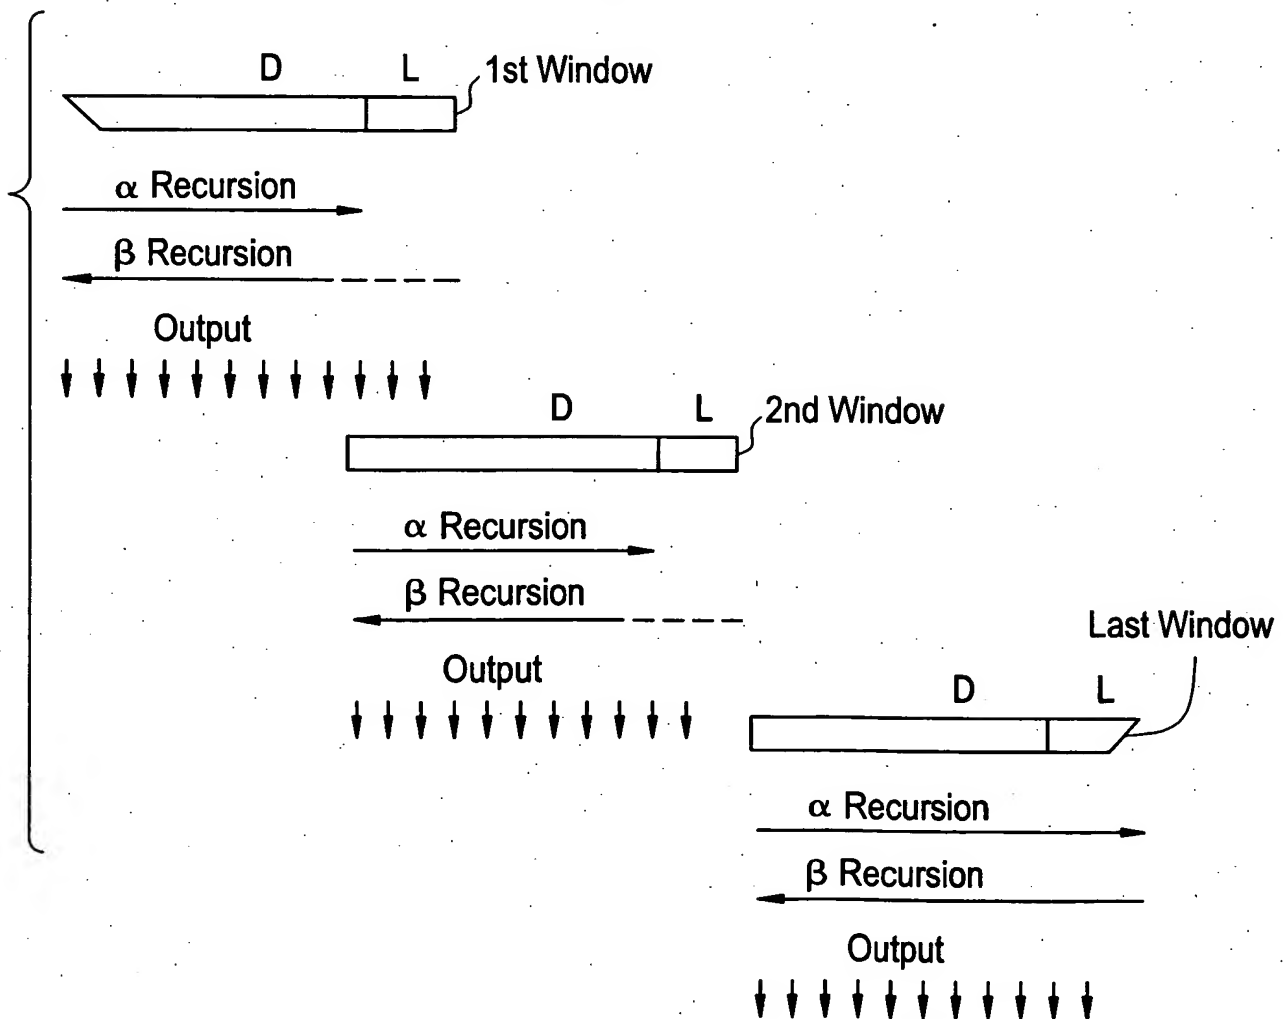 D L 1st Window
α Recursion
β Recursion
Output
D L 2nd Window
α Recursion
β Recursion
Output
Last Window
D L
α Recursion
β Recursion
Output